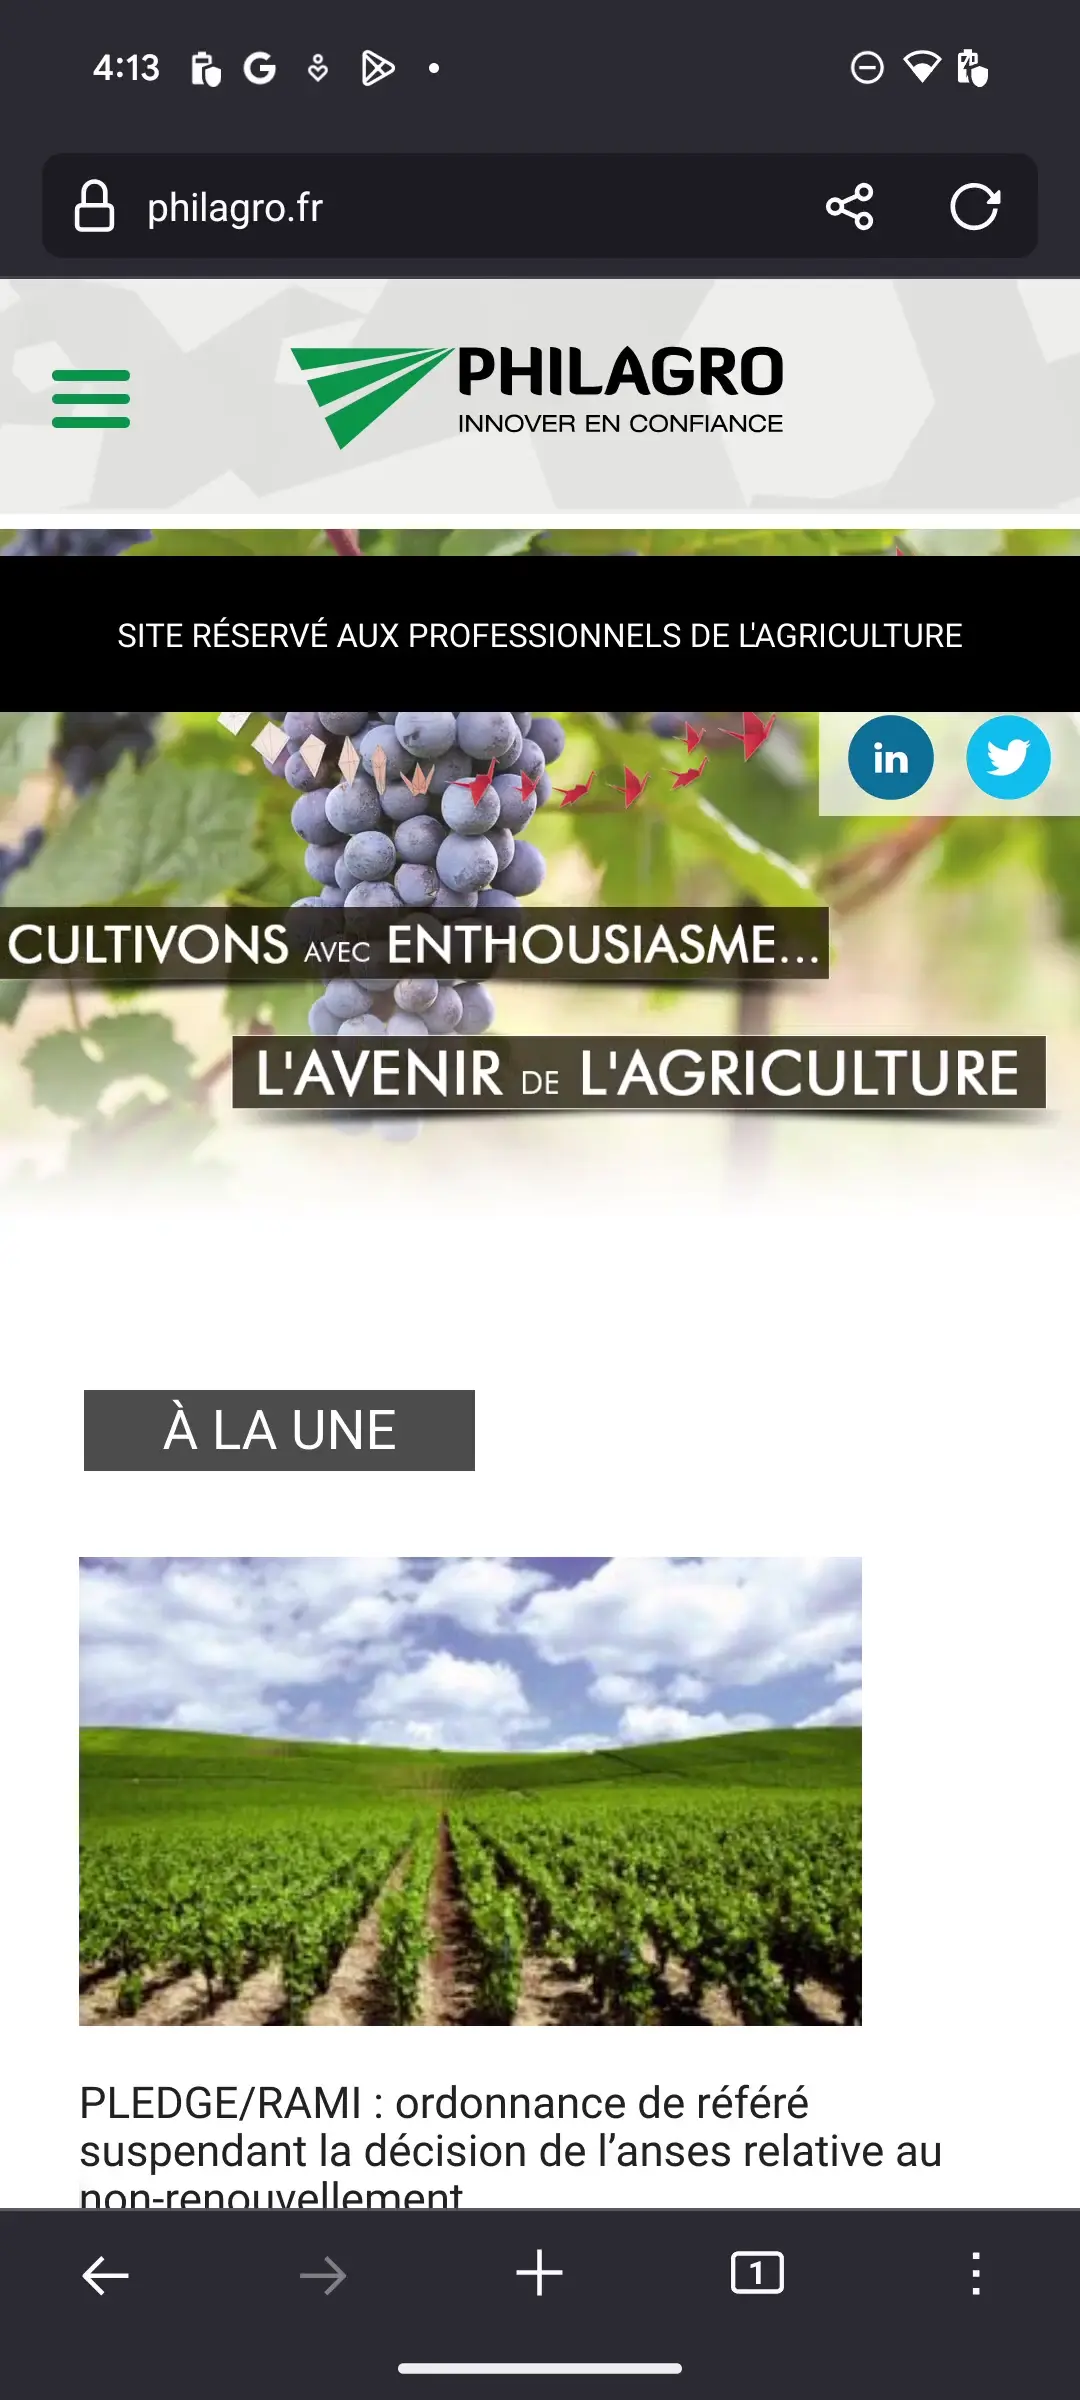 4:13
philagro.fr
PHILAGRO
INNOVER EN CONFIANCE
SITE RÉSERVÉ AUX PROFESSIONNELS DE L'AGRICULTURE
in
CULTIVONS AVEC ENTHOUSIASME...
L'AVENIR DE L'AGRICULTURE
À LA UNE
PLEDGE/RAMI : ordonnance de référé
suspendant la décision de l’anses relative au
non-renouvellement
1